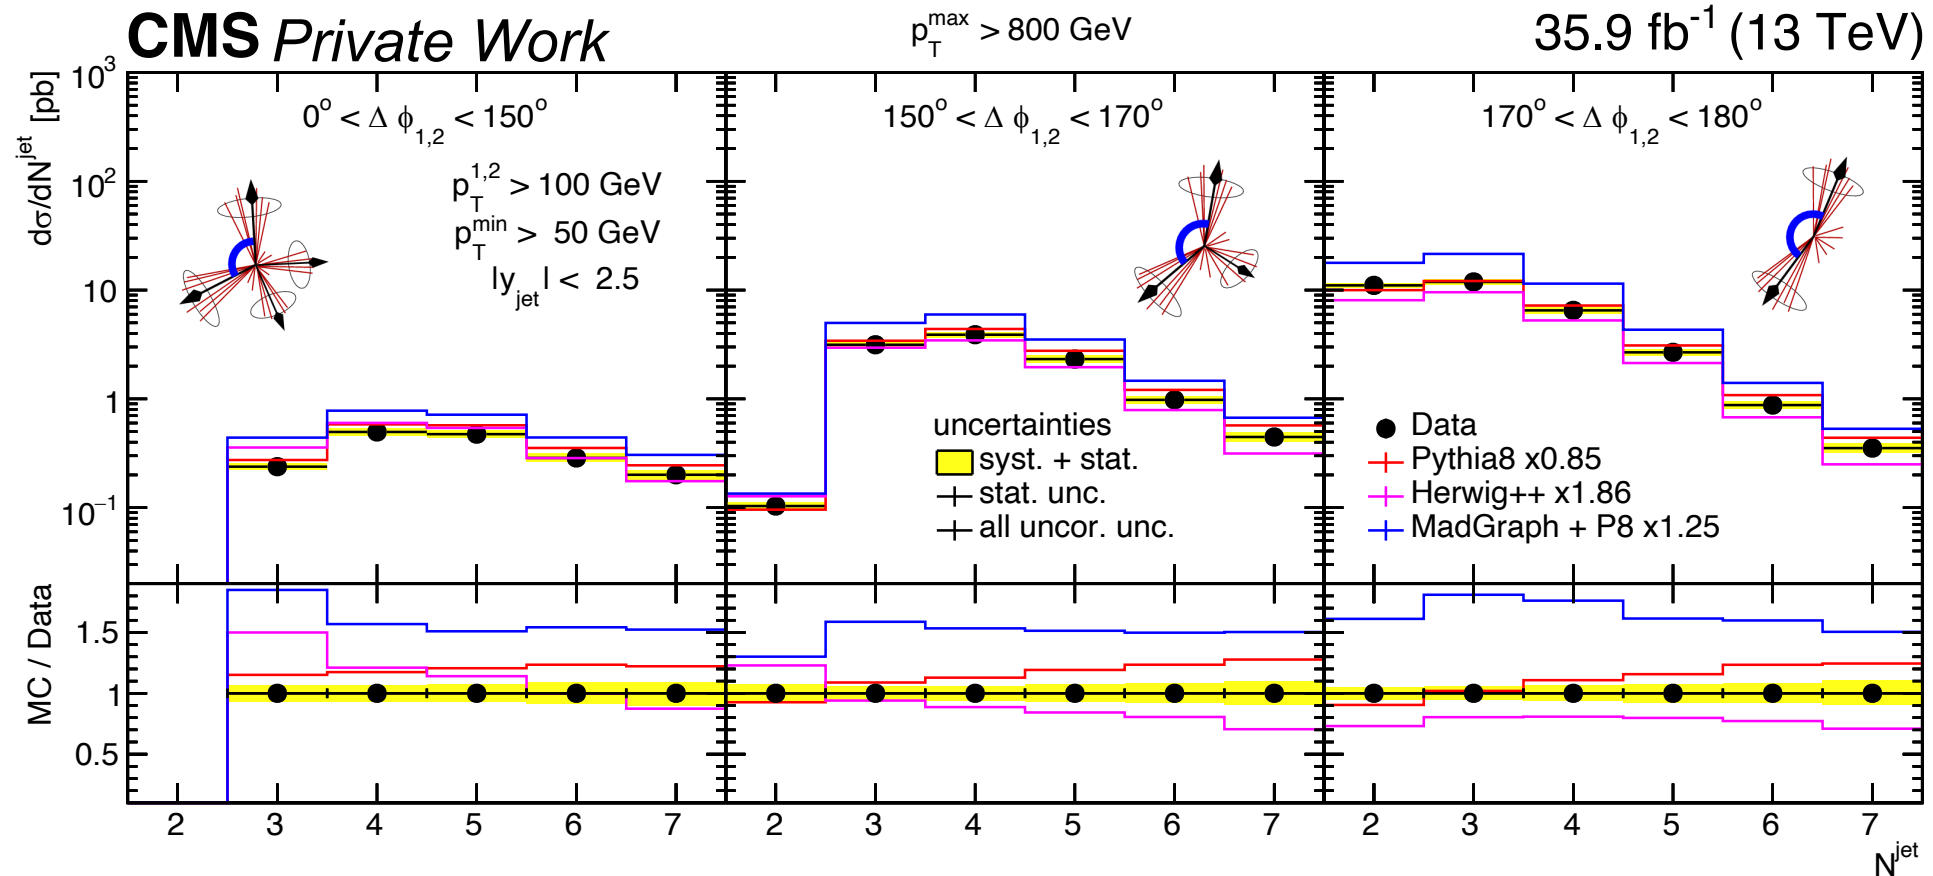 CMS Private Work
p_T^max > 800 GeV
35.9 fb⁻¹ (13 TeV)
dσ/dN^jet [pb]
10³
10²
10
1
10⁻¹
0° < Δ ϕ_1,2 < 150°
p_T^1,2 > 100 GeV
p_T^min > 50 GeV
|y_jet| < 2.5
150° < Δ ϕ_1,2 < 170°
uncertainties
syst. + stat.
stat. unc.
all uncor. unc.
170° < Δ ϕ_1,2 < 180°
Data
Pythia8 x0.85
Herwig++ x1.86
MadGraph + P8 x1.25
MC / Data
1.5
1
0.5
2 3 4 5 6 7 2 3 4 5 6 7 2 3 4 5 6 7
N^jet